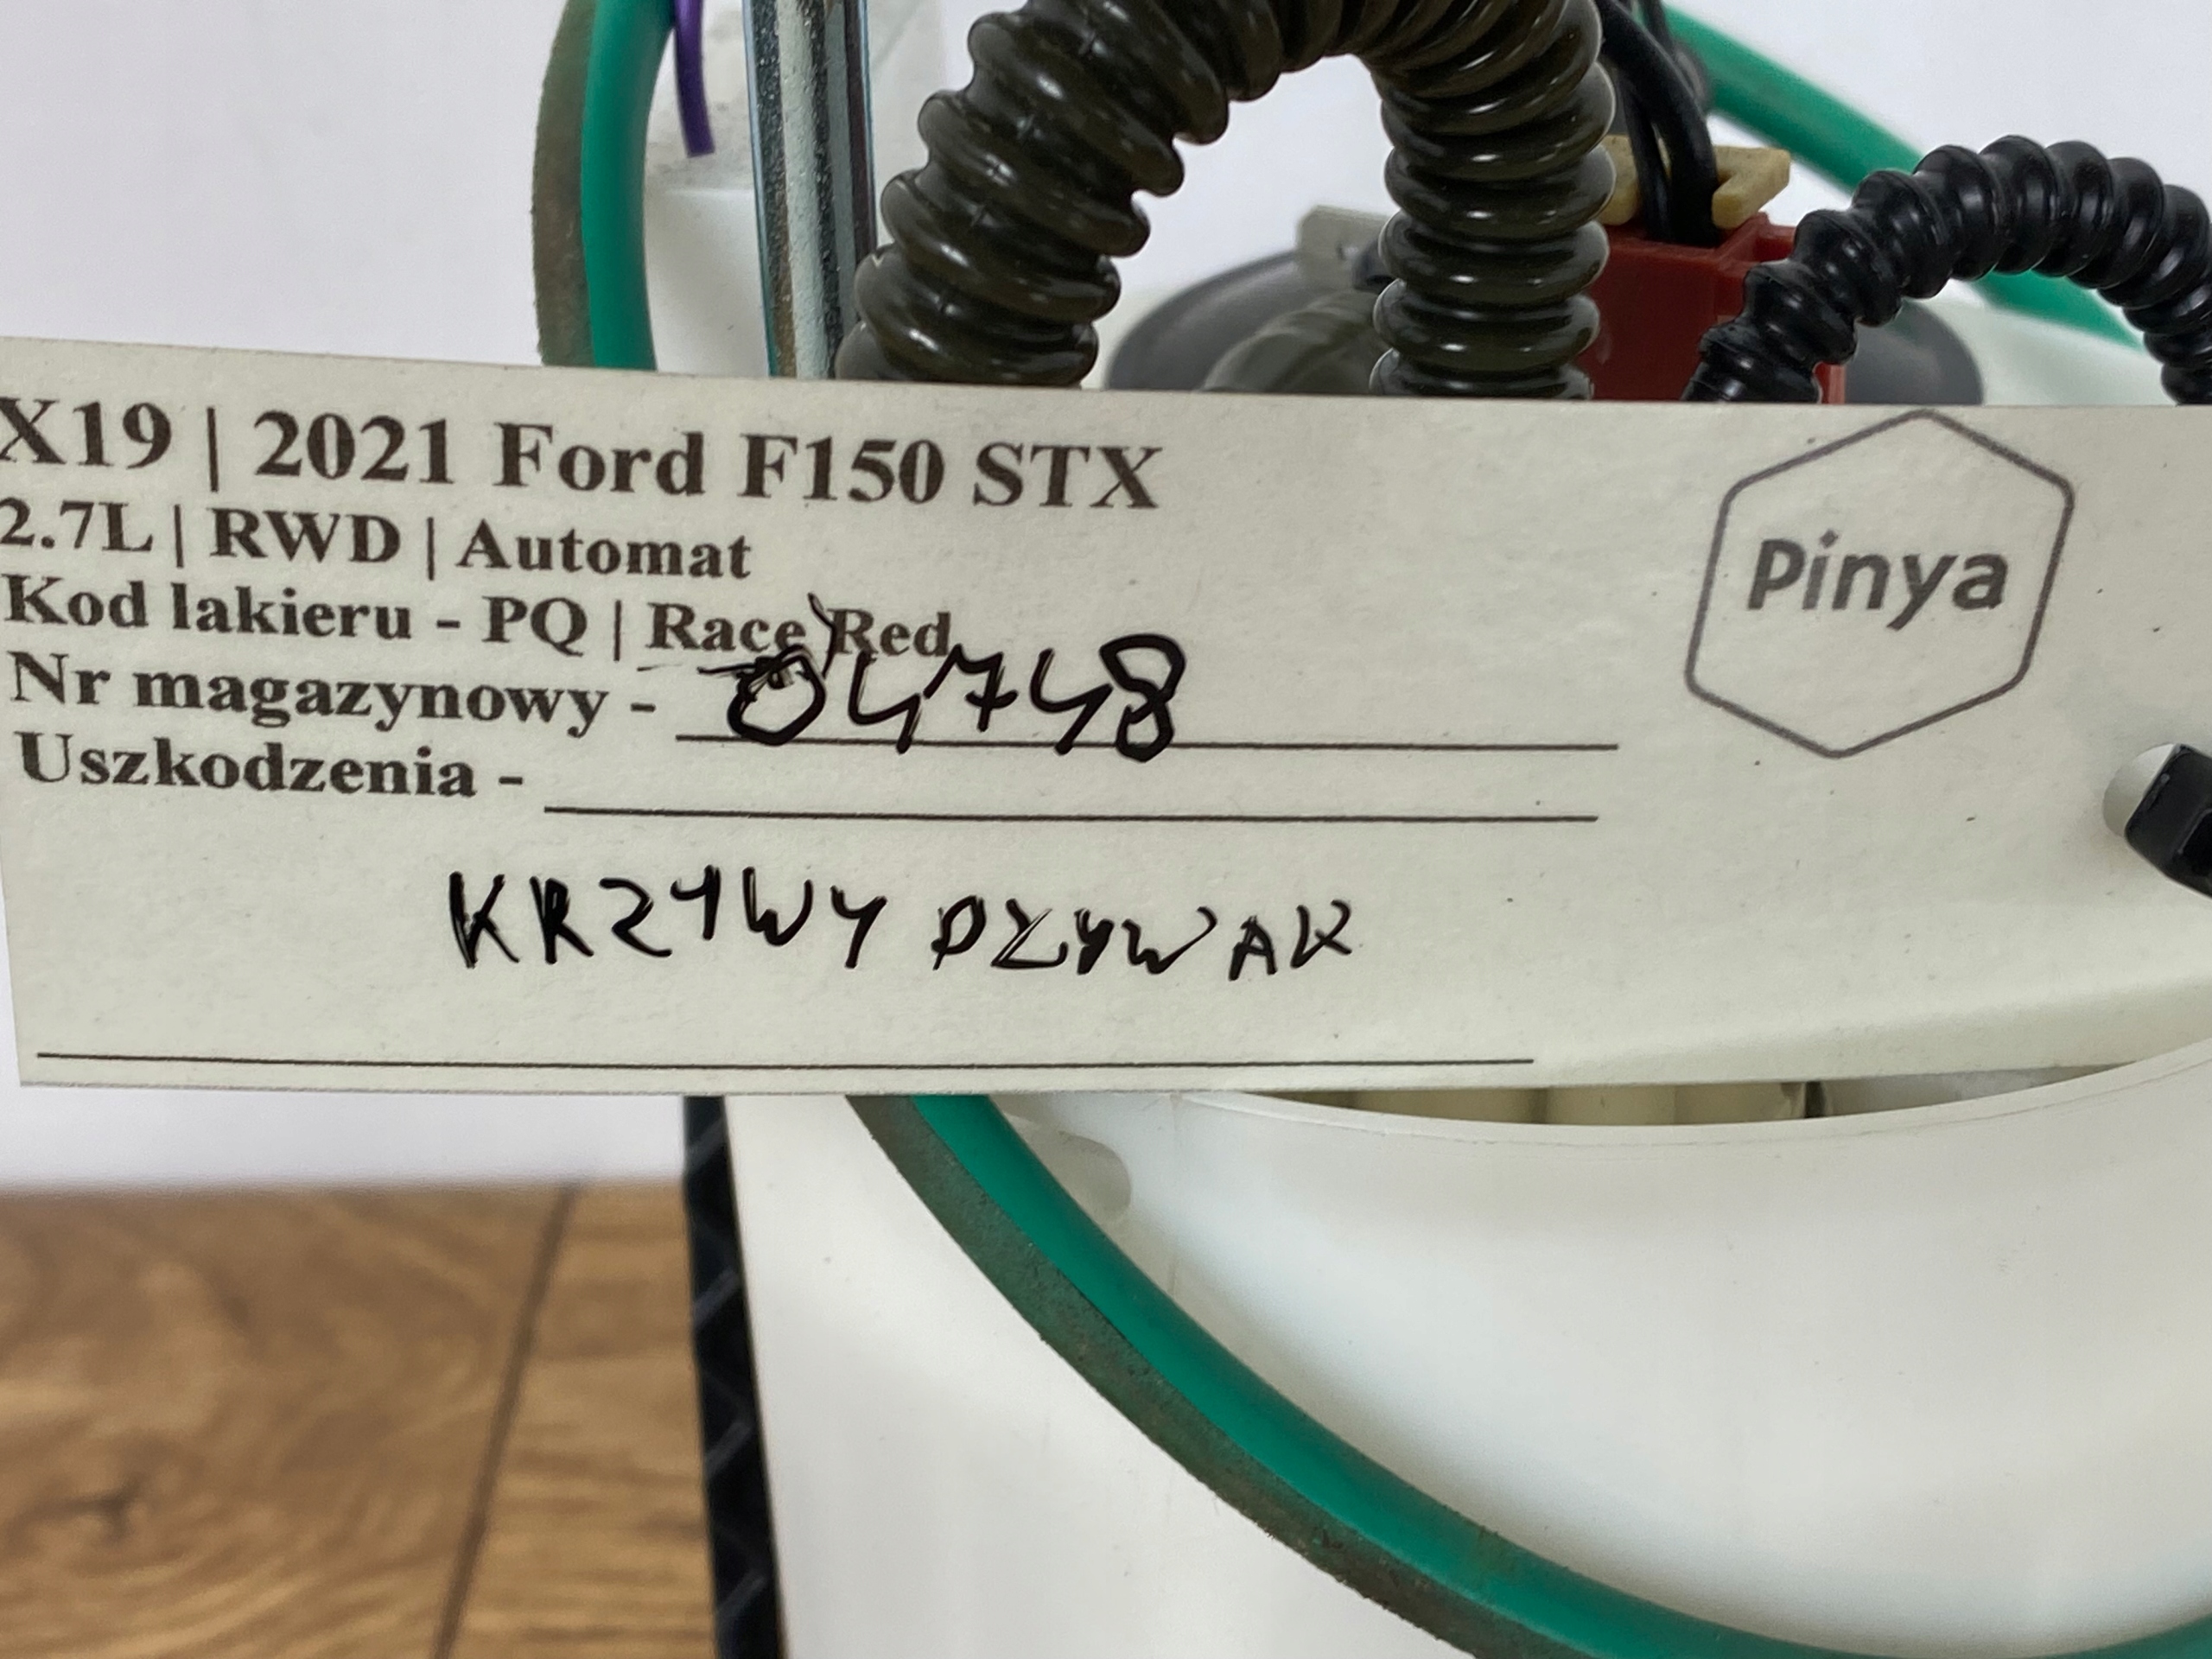 X19 | 2021 Ford F150 STX
2.7L | RWD | Automat
Kod lakieru - PQ | Race Red
Nr magazynowy - 04748
Uszkodzenia -
KRZYWY PŁYWAK
Pinya